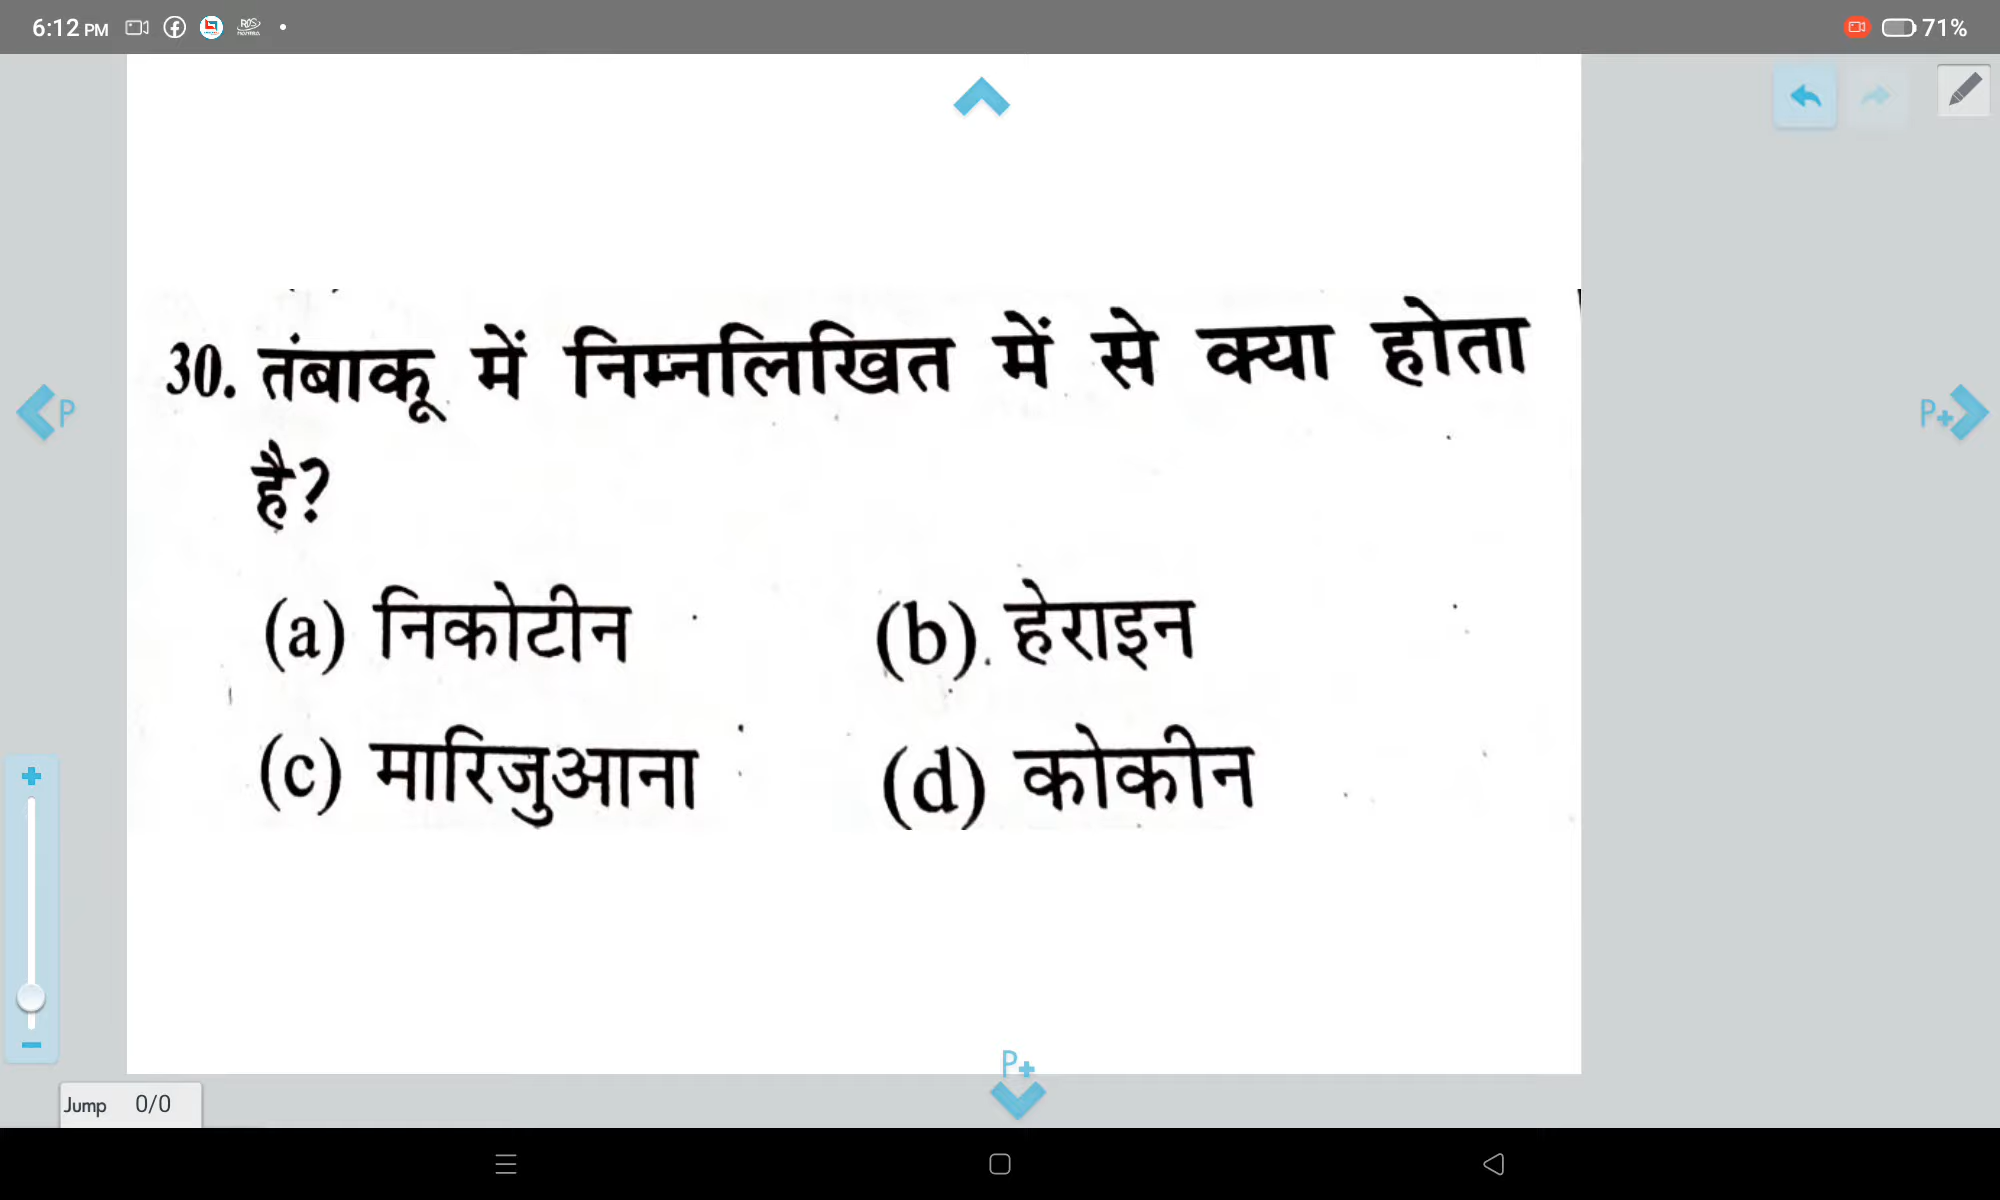 6:12 PM
71%
30. तंबाकू में निम्नलिखित में से क्या होता
है?
(a) निकोटीन (b) हेराइन
(c) मारिजुआना (d) कोकीन
P
P+
P+
Jump 0/0